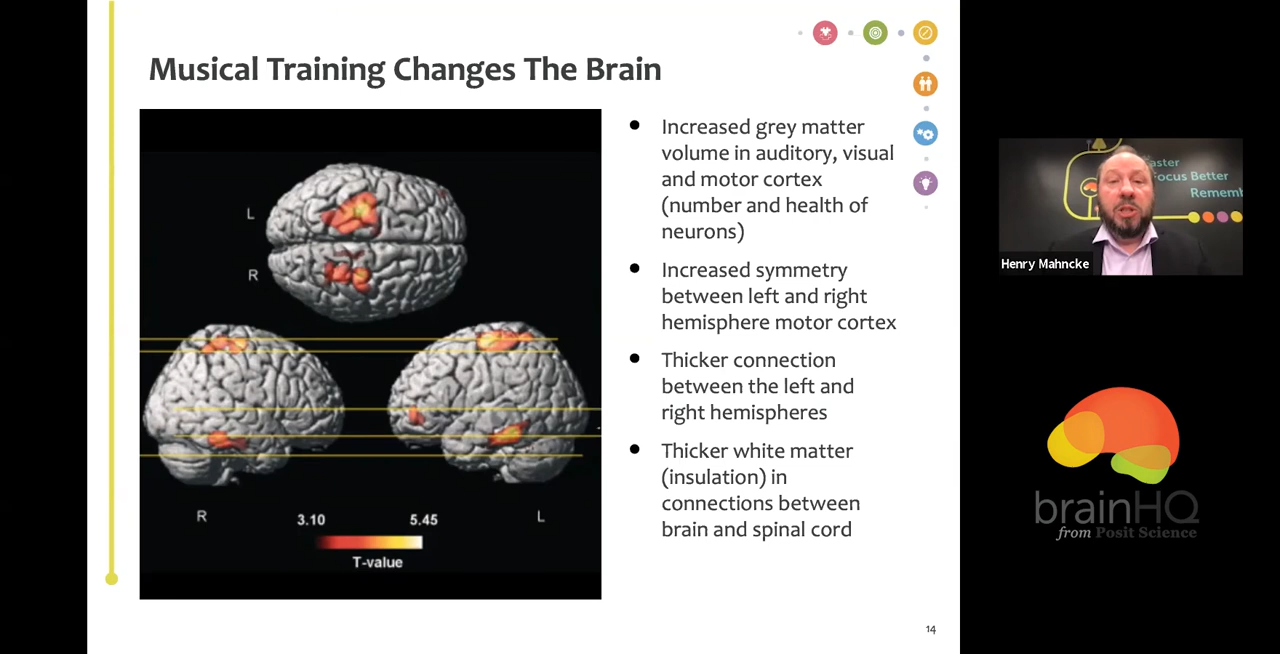 Musical Training Changes The Brain
L
R
R
3.10
5.45
L
T-value
● Increased grey matter
volume in auditory, visual
and motor cortex
(number and health of
neurons)
● Increased symmetry
between left and right
hemisphere motor cortex
● Thicker connection
between the left and
right hemispheres
● Thicker white matter
(insulation) in
connections between
brain and spinal cord
14
aster
Focus Better
Rememb
Henry Mahncke
brainHQ
from Posit Science